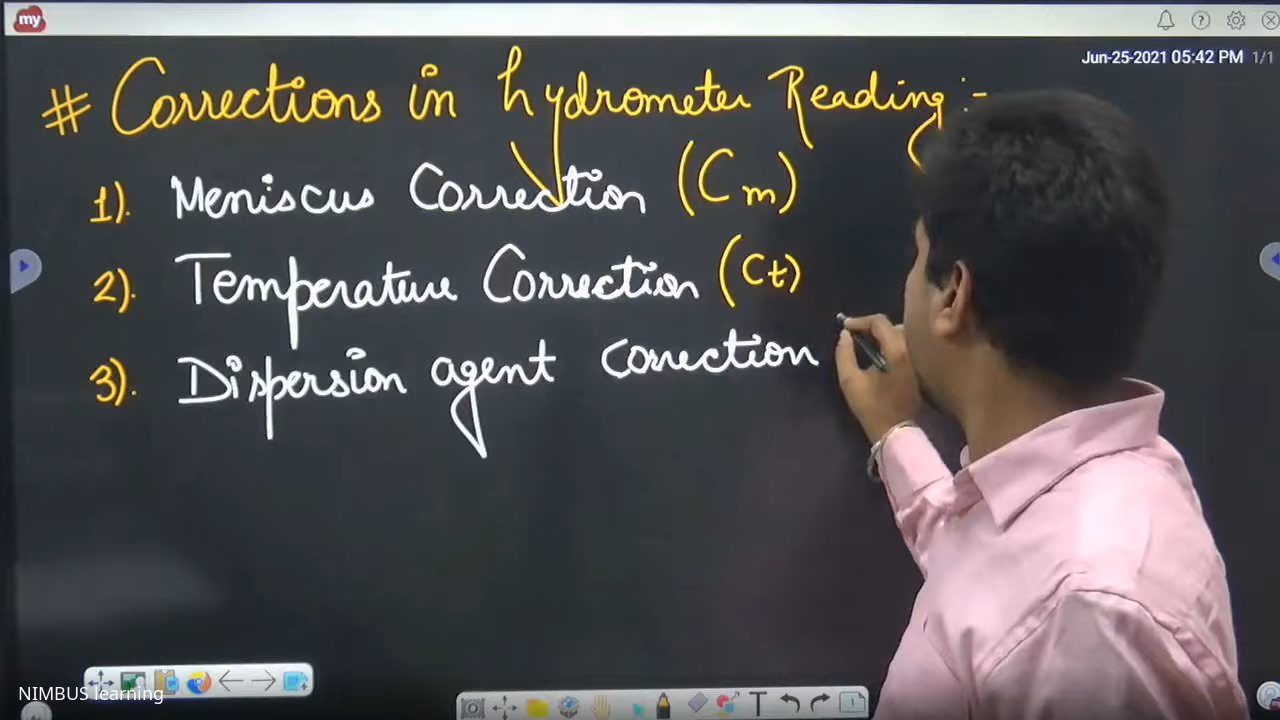 my
Jun-25-2021 05:42 PM 1/1
# Corrections in hydrometer Reading :-
1). Meniscus Correction (Cm)
2). Temperature Correction (Ct)
3). Dispersion agent correction
NIMBUS learning
T
1